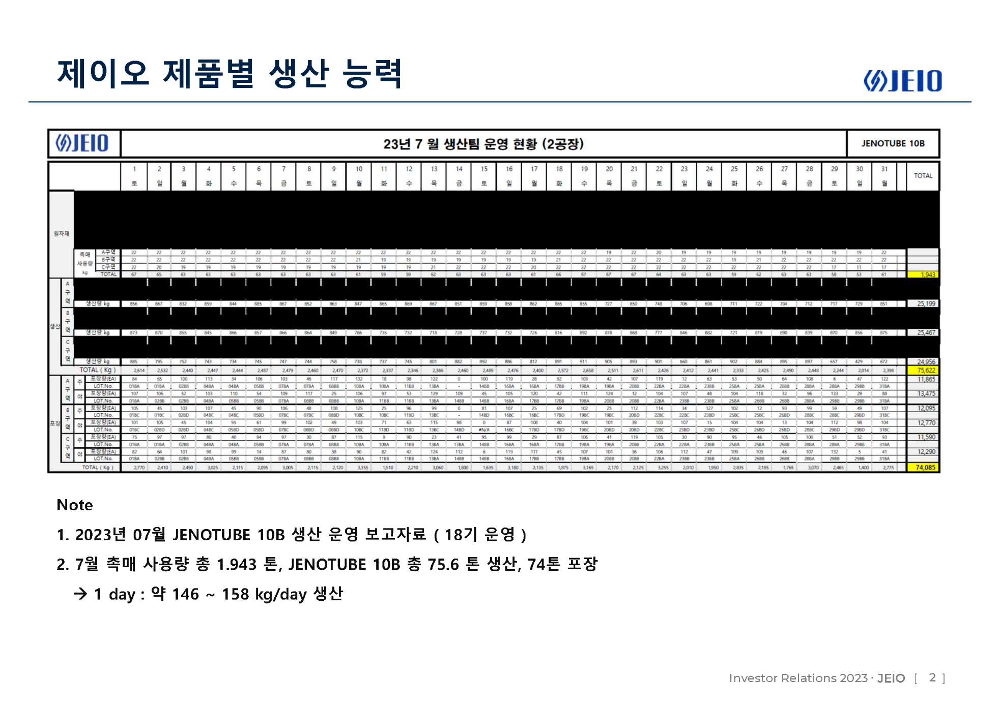 제이오 제품별 생산 능력
JEIO
JEIO 23년 7 월 생산팀 운영 현황 (2공장) JENOTUBE 10B
1 2 3 4 5 6 7 8 9 10 11 12 13 14 15 16 17 18 19 20 21 22 23 24 25 26 27 28 29 30 31 TOTAL
토 일 월 화 수 목 금 토 일 월 화 수 목 금 토 일 월 화 수 목 금 토 일 월 화 수 목 금 토 일 월
원자재
촉매 사용량 kg
A구역 22 22 22 22 22 22 22 22 22 22 22 22 22 22 22 22 22 22 22 19 22 20 19 19 19 19 19 19 19 19 22
B구역 22 22 22 22 22 22 22 22 22 21 19 19 19 19 19 19 19 21 22 22 22 22 22 22 19 21 22 22 22 22 22
C구역 22 20 19 19 19 19 19 19 19 19 19 19 21 22 22 22 20 22 22 22 22 22 22 22 22 22 22 22 17 11 17
TOTAL 67 65 63 63 63 63 63 63 63 61 59 59 62 63 63 63 61 66 67 67 67 64 63 63 59 62 63 63 58 53 61 1,943
생산
A구역 생산량 kg 856 867 832 859 844 885 867 852 863 847 865 869 867 851 859 858 862 865 855 727 850 748 706 698 711 722 704 712 717 729 851 25,199
B구역 생산량 kg 873 870 855 845 866 857 866 864 849 786 735 732 718 728 737 732 726 816 892 878 868 777 846 882 721 819 890 839 870 856 875 25,467
C구역 생산량 kg 885 795 752 743 734 745 747 744 758 738 737 745 801 882 892 886 812 891 911 905 893 901 860 861 902 884 895 897 657 429 672 24,956
TOTAL ( Kg ) 2,614 2,532 2,440 2,447 2,444 2,487 2,479 2,460 2,470 2,372 2,337 2,346 2,386 2,460 2,489 2,476 2,400 2,572 2,658 2,511 2,611 2,426 2,412 2,441 2,333 2,425 2,490 2,448 2,244 2,014 2,398 75,622
포장
A구역 주 포장량(EA) 84 65 100 113 34 106 103 46 117 132 18 98 122 0 100 119 28 92 103 42 107 119 12 63 53 50 64 108 6 47 122 11,865
LOT.No. 01BA 01BA 02BB 04BA 04BA 05BB 07BA 07BA 08BB 10BA 10BA 11BB 13BA - 14BB 16BA 16BA 17BB 19BA 19BA 20BB 22BA 22BA 23BB 25BA 25BA 26BB 28BA 28BA 29BB 31BA
야 포장량(EA) 107 106 52 103 110 54 109 117 25 106 97 53 129 109 45 105 120 42 111 124 12 104 107 48 104 118 32 96 133 29 88 13,475
LOT.No. 01BA 02BB 02BB 04BA 05BB 05BB 07BA 08BB 08BB 10BA 11BB 11BB 13BA 14BB 14BB 16BA 17BB 17BB 19BA 20BB 20BB 22BA 23BB 23BB 25BA 26BB 26BB 28BA 29BB 29BB 31BA
B구역 주 포장량(EA) 105 45 103 107 45 90 106 48 108 125 25 96 99 0 81 107 25 69 102 25 112 114 34 127 102 12 93 99 59 49 107 12,095
LOT.No. 01BC 01BC 02BD 04BC 04BC 05BD 07BC 07BC 08BD 10BC 10BC 11BD 13BC - 14BD 16BC 16BC 17BD 19BC 19BC 20BD 22BC 22BC 23BD 25BC 25BC 26BD 28BC 28BC 29BD 31BC
야 포장량(EA) 101 105 45 104 95 61 99 102 49 103 71 63 115 98 0 87 108 40 104 101 39 103 107 15 104 104 13 104 112 98 104 12,770
LOT.No. 01BC 02BD 02BD 04BC 05BD 05BD 07BC 08BD 08BD 10BC 11BD 11BD 13BC 14BD #N/A 16BC 17BD 17BD 19BC 20BD 20BD 22BC 23BD 23BD 25BC 26BD 26BD 28BC 29BD 29BD 31BC
C구역 주 포장량(EA) 75 97 97 80 40 94 97 30 87 115 9 90 23 41 95 99 29 87 106 41 119 105 30 90 95 46 105 100 51 52 93 11,590
LOT.No. 01BA 01BA 02BB 04BA 04BA 05BB 07BA 07BA 08BB 10BA 10BA 11BB 13BA 13BA 14BB 16BA 16BA 17BB 19BA 19BA 20BB 22BA 22BA 23BB 25BA 25BA 26BB 28BA 28BA 29BB 31BA
야 포장량(EA) 82 64 101 98 99 14 87 80 38 90 82 42 124 112 6 119 117 45 107 101 36 106 112 47 109 109 46 107 132 5 41 12,290
LOT.No. 01BA 02BB 02BB 04BA 05BB 05BB 07BA 08BB 08BB 10BA 11BB 11BB 13BA 14BB 14BB 16BA 17BB 17BB 19BA 20BB 20BB 22BA 23BB 23BB 25BA 26BB 26BB 28BA 29BB 29BB 31BA
TOTAL ( Kg ) 2,770 2,410 2,490 3,025 2,115 2,095 3,005 2,115 2,120 3,355 1,510 2,210 3,060 1,800 1,635 3,180 2,135 1,875 3,165 2,170 2,125 3,255 2,010 1,950 2,835 2,195 1,765 3,070 2,465 1,400 2,775 74,085
Note
1. 2023년 07월 JENOTUBE 10B 생산 운영 보고자료 ( 18기 운영 )
2. 7월 촉매 사용량 총 1.943 톤, JENOTUBE 10B 총 75.6 톤 생산, 74톤 포장
→ 1 day : 약 146 ~ 158 kg/day 생산
Investor Relations 2023 · JEIO [ 2 ]